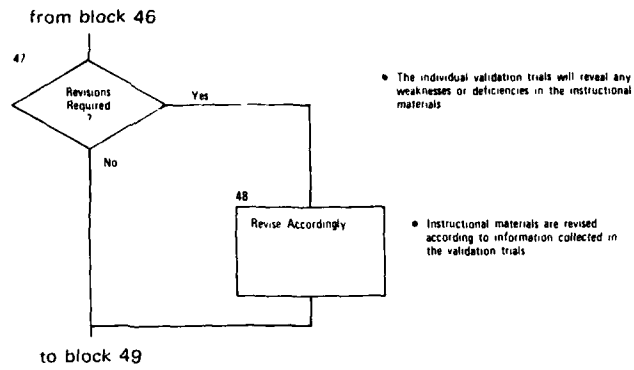 from block 46
47
Revisions
Required
?
Yes
No
• The individual validation trials will reveal any
weaknesses or deficiencies in the instructional
materials
48
Revise Accordingly
• Instructional materials are revised
according to information collected in
the validation trials
to block 49